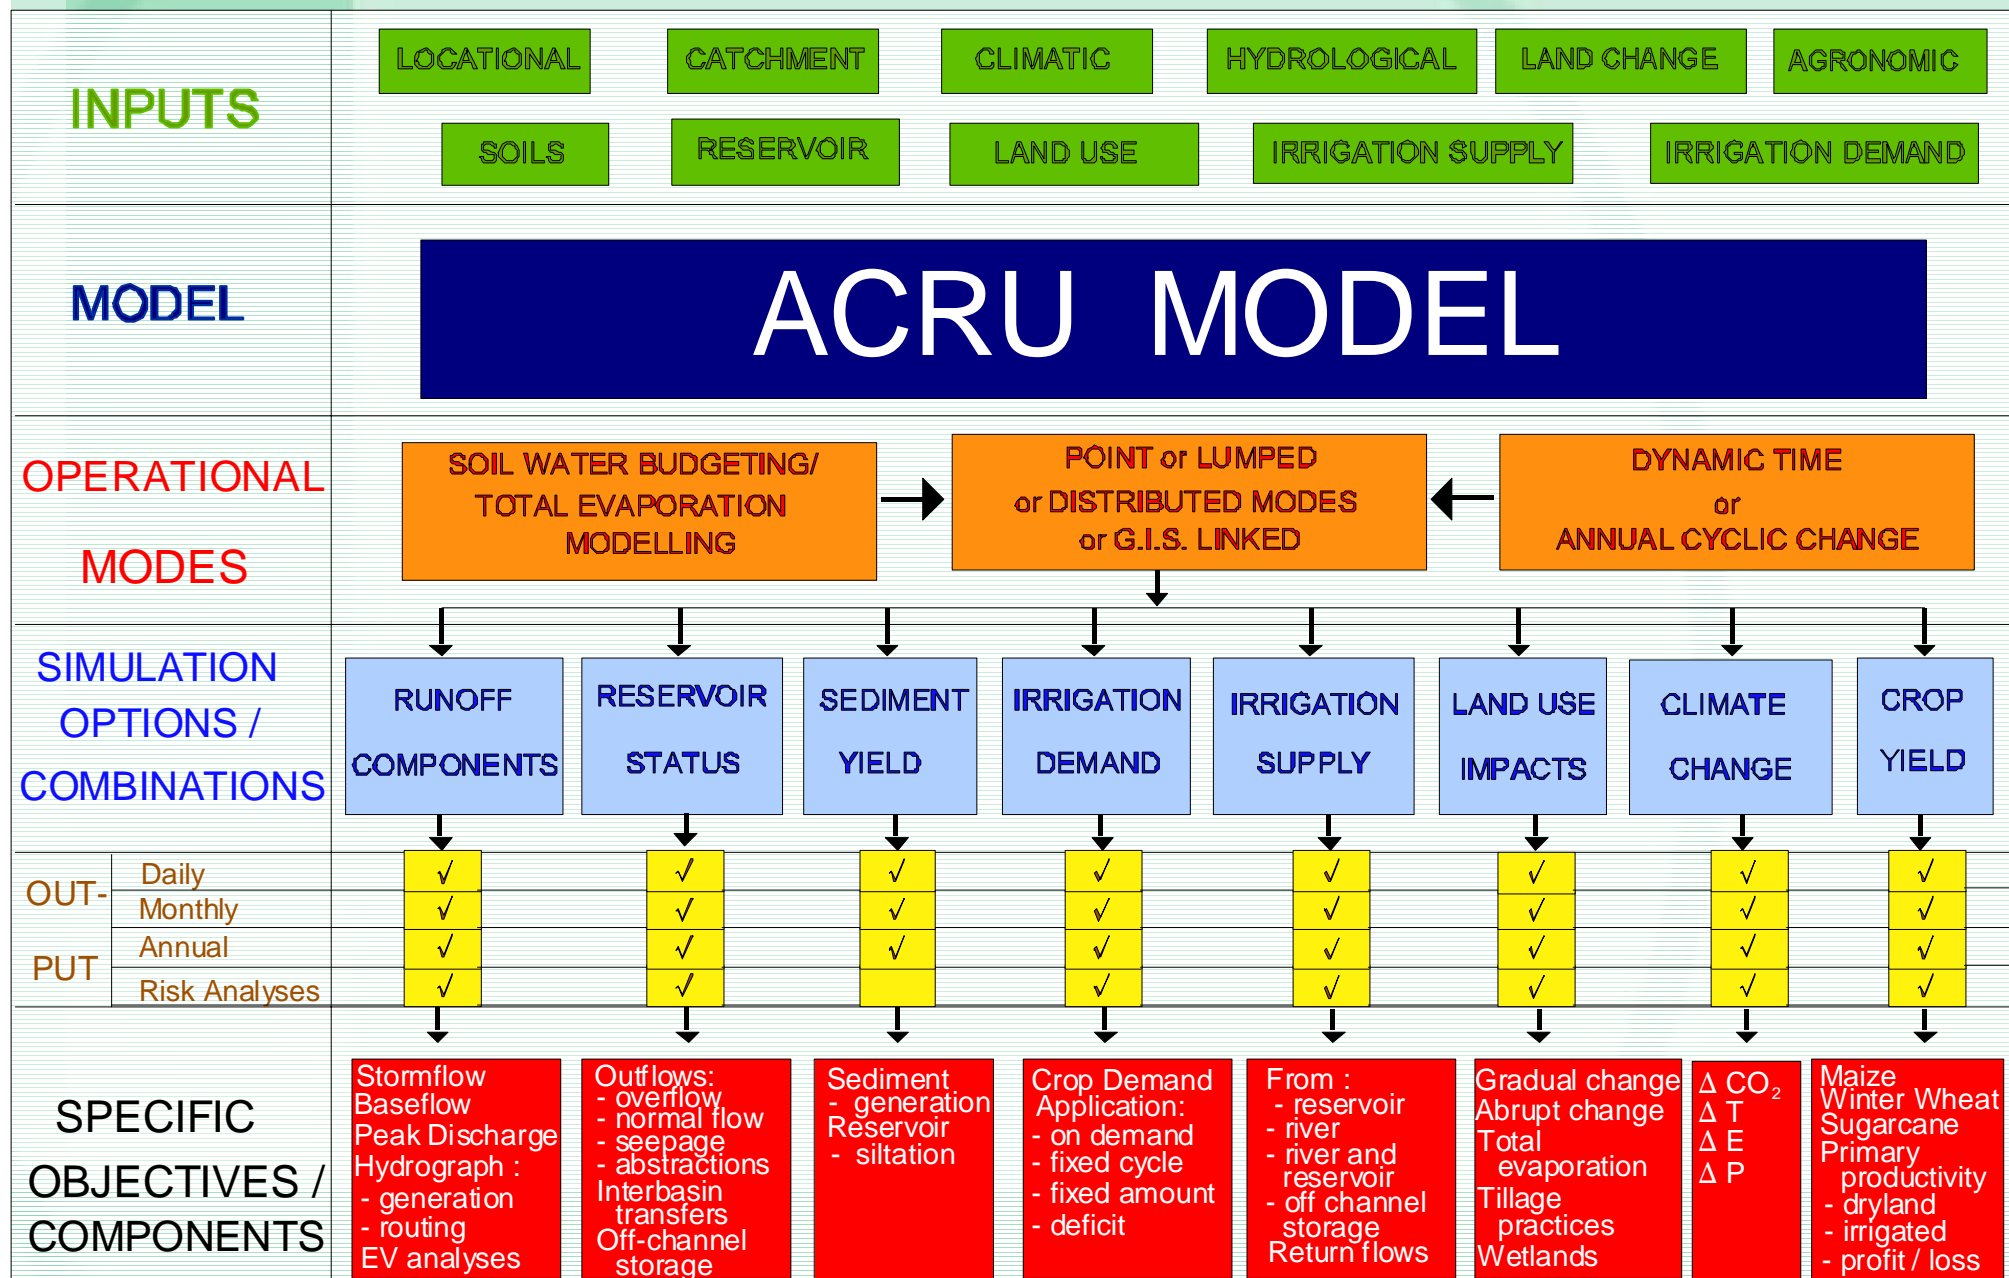 INPUTS
LOCATIONAL
CATCHMENT
CLIMATIC
HYDROLOGICAL
LAND CHANGE
AGRONOMIC
SOILS
RESERVOIR
LAND USE
IRRIGATION SUPPLY
IRRIGATION DEMAND
MODEL
ACRU MODEL
OPERATIONAL
MODES
SOIL WATER BUDGETING/
TOTAL EVAPORATION
MODELLING
POINT or LUMPED
or DISTRIBUTED MODES
or G.I.S. LINKED
DYNAMIC TIME
or
ANNUAL CYCLIC CHANGE
SIMULATION
OPTIONS /
COMBINATIONS
RUNOFF
COMPONENTS
RESERVOIR
STATUS
SEDIMENT
YIELD
IRRIGATION
DEMAND
IRRIGATION
SUPPLY
LAND USE
IMPACTS
CLIMATE
CHANGE
CROP
YIELD
OUT-
PUT
Daily √ √ √ √ √ √ √ √
Monthly √ √ √ √ √ √ √ √
Annual √ √ √ √ √ √ √ √
Risk Analyses √ √ √ √ √ √ √
SPECIFIC
OBJECTIVES /
COMPONENTS
Stormflow
Baseflow
Peak Discharge
Hydrograph :
- generation
- routing
EV analyses
Outflows:
- overflow
- normal flow
- seepage
- abstractions
Interbasin
transfers
Off-channel
storage
Sediment
- generation
Reservoir
- siltation
Crop Demand
Application:
- on demand
- fixed cycle
- fixed amount
- deficit
From :
- reservoir
- river
- river and
reservoir
- off channel
storage
Return flows
Gradual change
Abrupt change
Total
evaporation
Tillage
practices
Wetlands
Δ CO₂
Δ T
Δ E
Δ P
Maize
Winter Wheat
Sugarcane
Primary
productivity
- dryland
- irrigated
- profit / loss